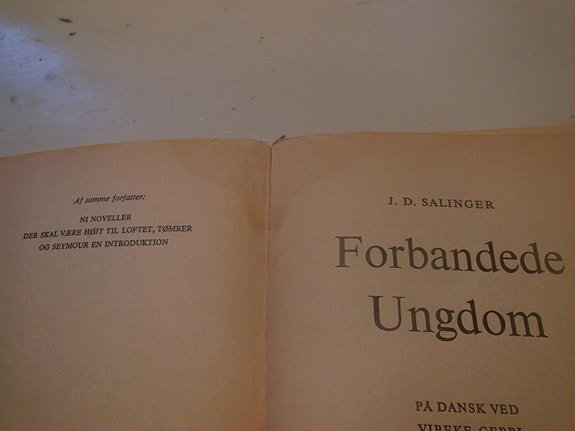 Af samme forfatter:
NI NOVELLER
DER SKAL VÆRE HØJT TIL LOFTET, TØMRER
OG SEYMOUR EN INTRODUKTION
J. D. SALINGER
Forbandede
Ungdom
PÅ DANSK VED
VIBEKE